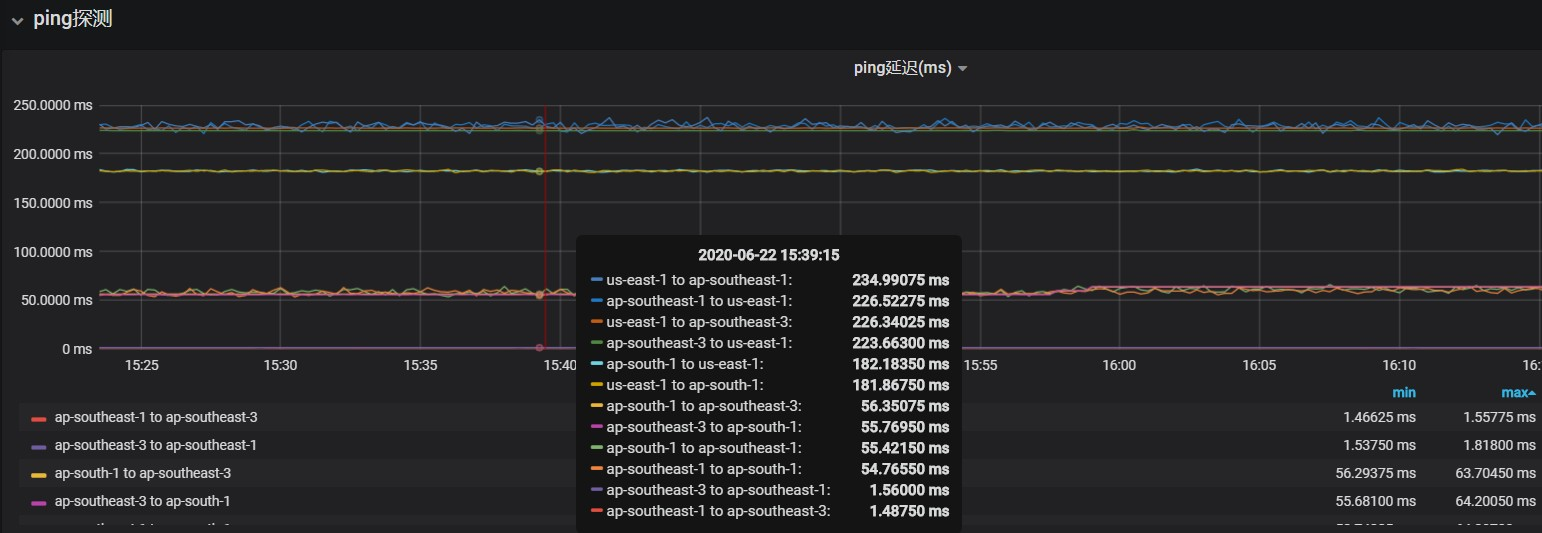 ping探测
ping延迟(ms)
250.0000 ms
200.0000 ms
150.0000 ms
100.0000 ms
50.0000 ms
0 ms
15:25 15:30 15:35 15:40 15:55 16:00 16:05 16:10 16:
2020-06-22 15:39:15
us-east-1 to ap-southeast-1: 234.99075 ms
ap-southeast-1 to us-east-1: 226.52275 ms
us-east-1 to ap-southeast-3: 226.34025 ms
ap-southeast-3 to us-east-1: 223.66300 ms
ap-south-1 to us-east-1: 182.18350 ms
us-east-1 to ap-south-1: 181.86750 ms
ap-south-1 to ap-southeast-3: 56.35075 ms
ap-southeast-3 to ap-south-1: 55.76950 ms
ap-south-1 to ap-southeast-1: 55.42150 ms
ap-southeast-1 to ap-south-1: 54.76550 ms
ap-southeast-3 to ap-southeast-1: 1.56000 ms
ap-southeast-1 to ap-southeast-3: 1.48750 ms
min max
ap-southeast-1 to ap-southeast-3 1.46625 ms 1.55775 ms
ap-southeast-3 to ap-southeast-1 1.53750 ms 1.81800 ms
ap-south-1 to ap-southeast-3 56.29375 ms 63.70450 ms
ap-southeast-3 to ap-south-1 55.68100 ms 64.20050 ms